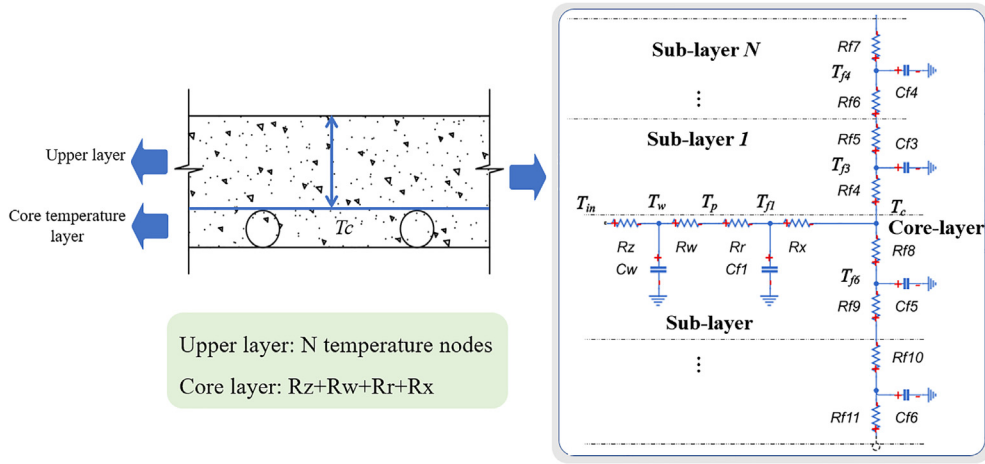 Upper layer
Core temperature
layer
Tc
Upper layer: N temperature nodes
Core layer: Rz+Rw+Rr+Rx
Sub-layer N
Rf7
Tf4
Cf4
Rf6
⋮
Sub-layer 1
Rf5
Cf3
Tf3
Rf4
Tin
Tw
Tp
Tf1
Tc
Core-layer
Rz
Rw
Rr
Rx
Rf8
Cw
Cf1
Tf6
Rf9
Cf5
Sub-layer
⋮
Rf10
Rf11
Cf6